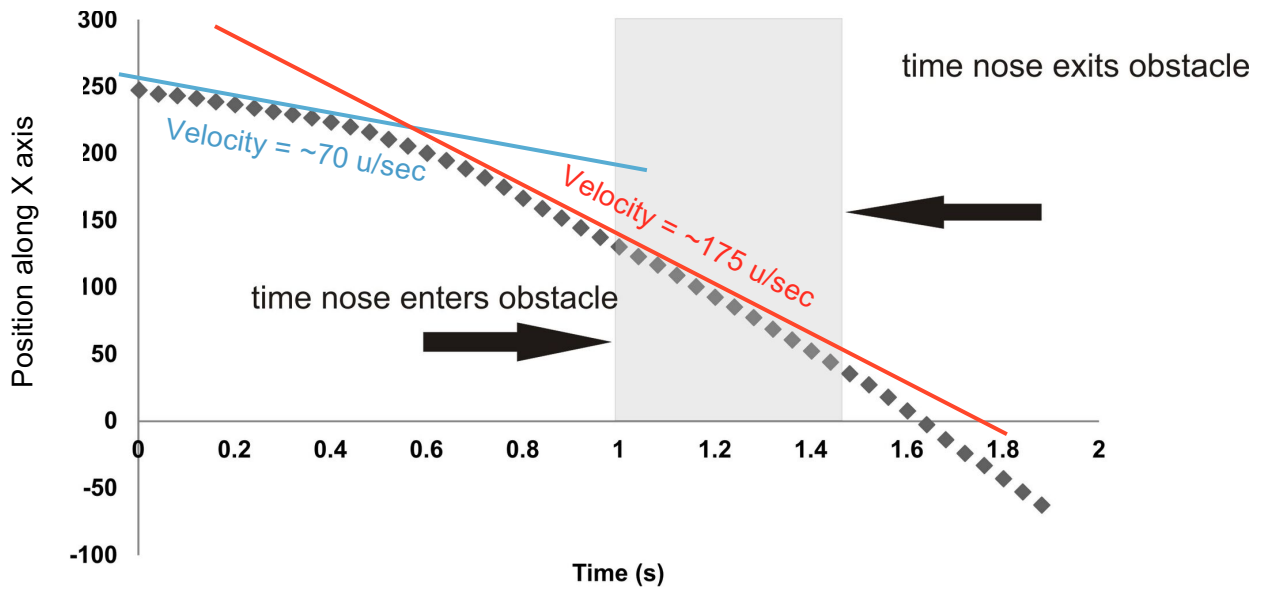 300
250
200
150
100
50
0
-50
-100
Position along X axis
time nose exits obstacle
Velocity = ~70 u/sec
Velocity = ~175 u/sec
time nose enters obstacle
0 0.2 0.4 0.6 0.8 1 1.2 1.4 1.6 1.8 2
Time (s)